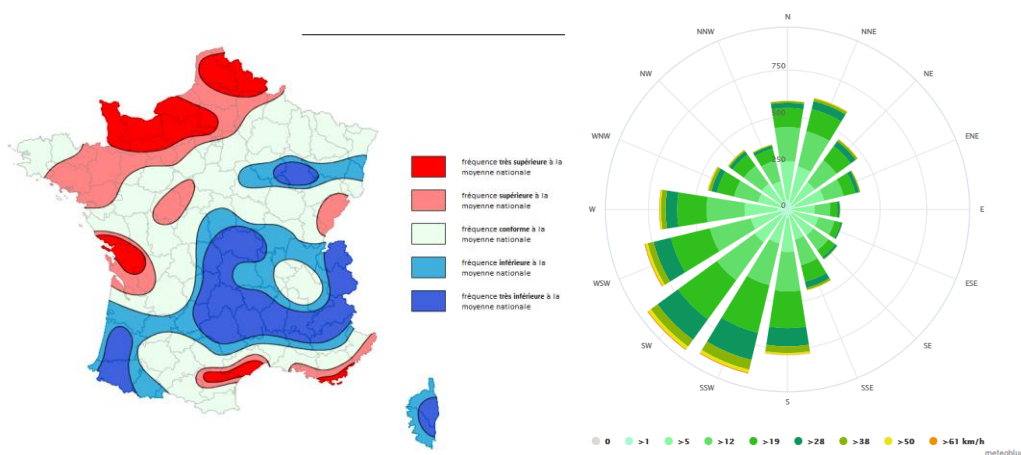 fréquence très supérieure à la
moyenne nationale
fréquence supérieure à la
moyenne nationale
fréquence conforme à la
moyenne nationale
fréquence inférieure à la
moyenne nationale
fréquence très inférieure à la
moyenne nationale
N
NNW
NNE
NW
NE
WNW
ENE
W
E
WSW
ESE
SW
SE
SSW
SSE
S
750
500
250
0
0 >1 >5 >12 >19 >28 >38 >50 >61 km/h
meteoblue